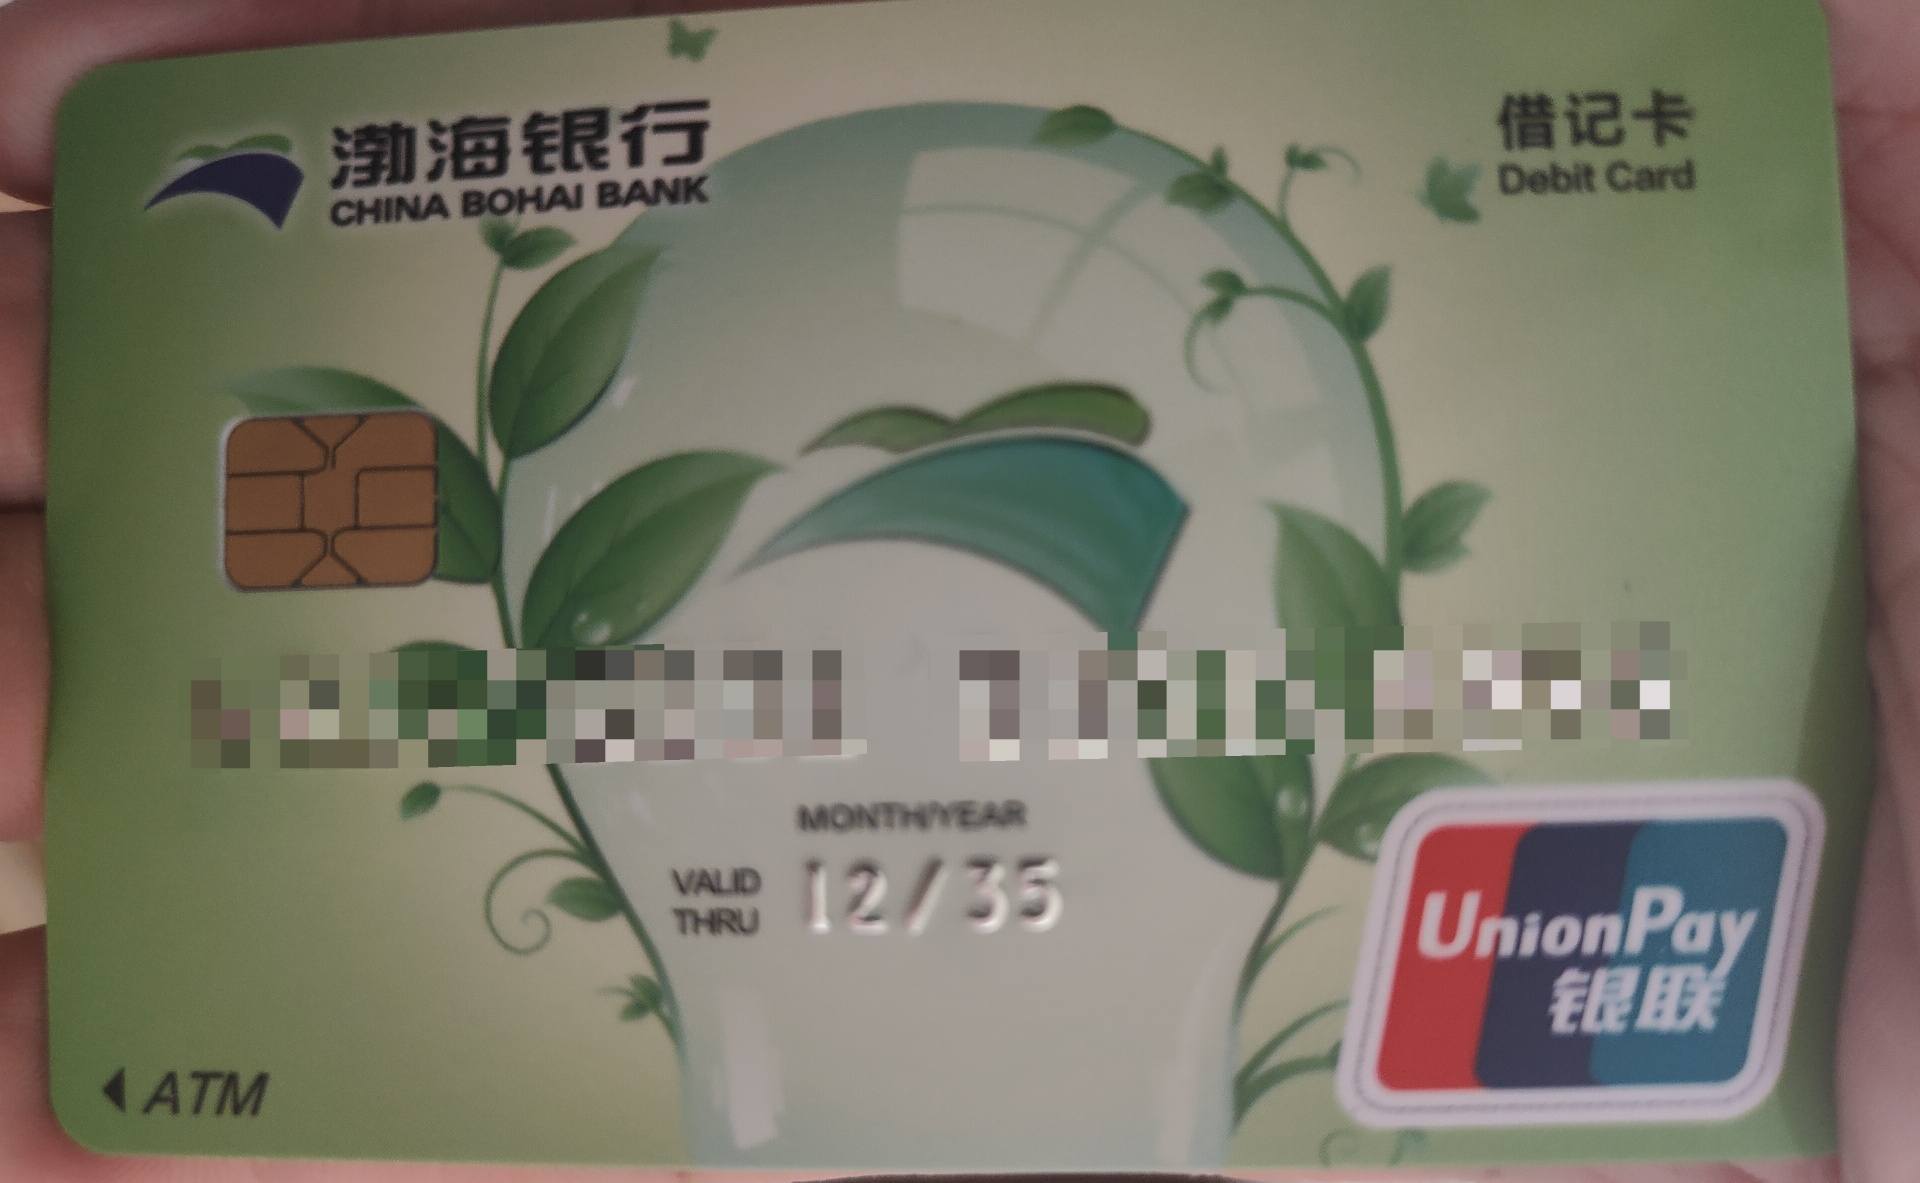 渤海银行
CHINA BOHAI BANK
借记卡
Debit Card
MONTH/YEAR
VALID
THRU
12/35
UnionPay
银联
ATM